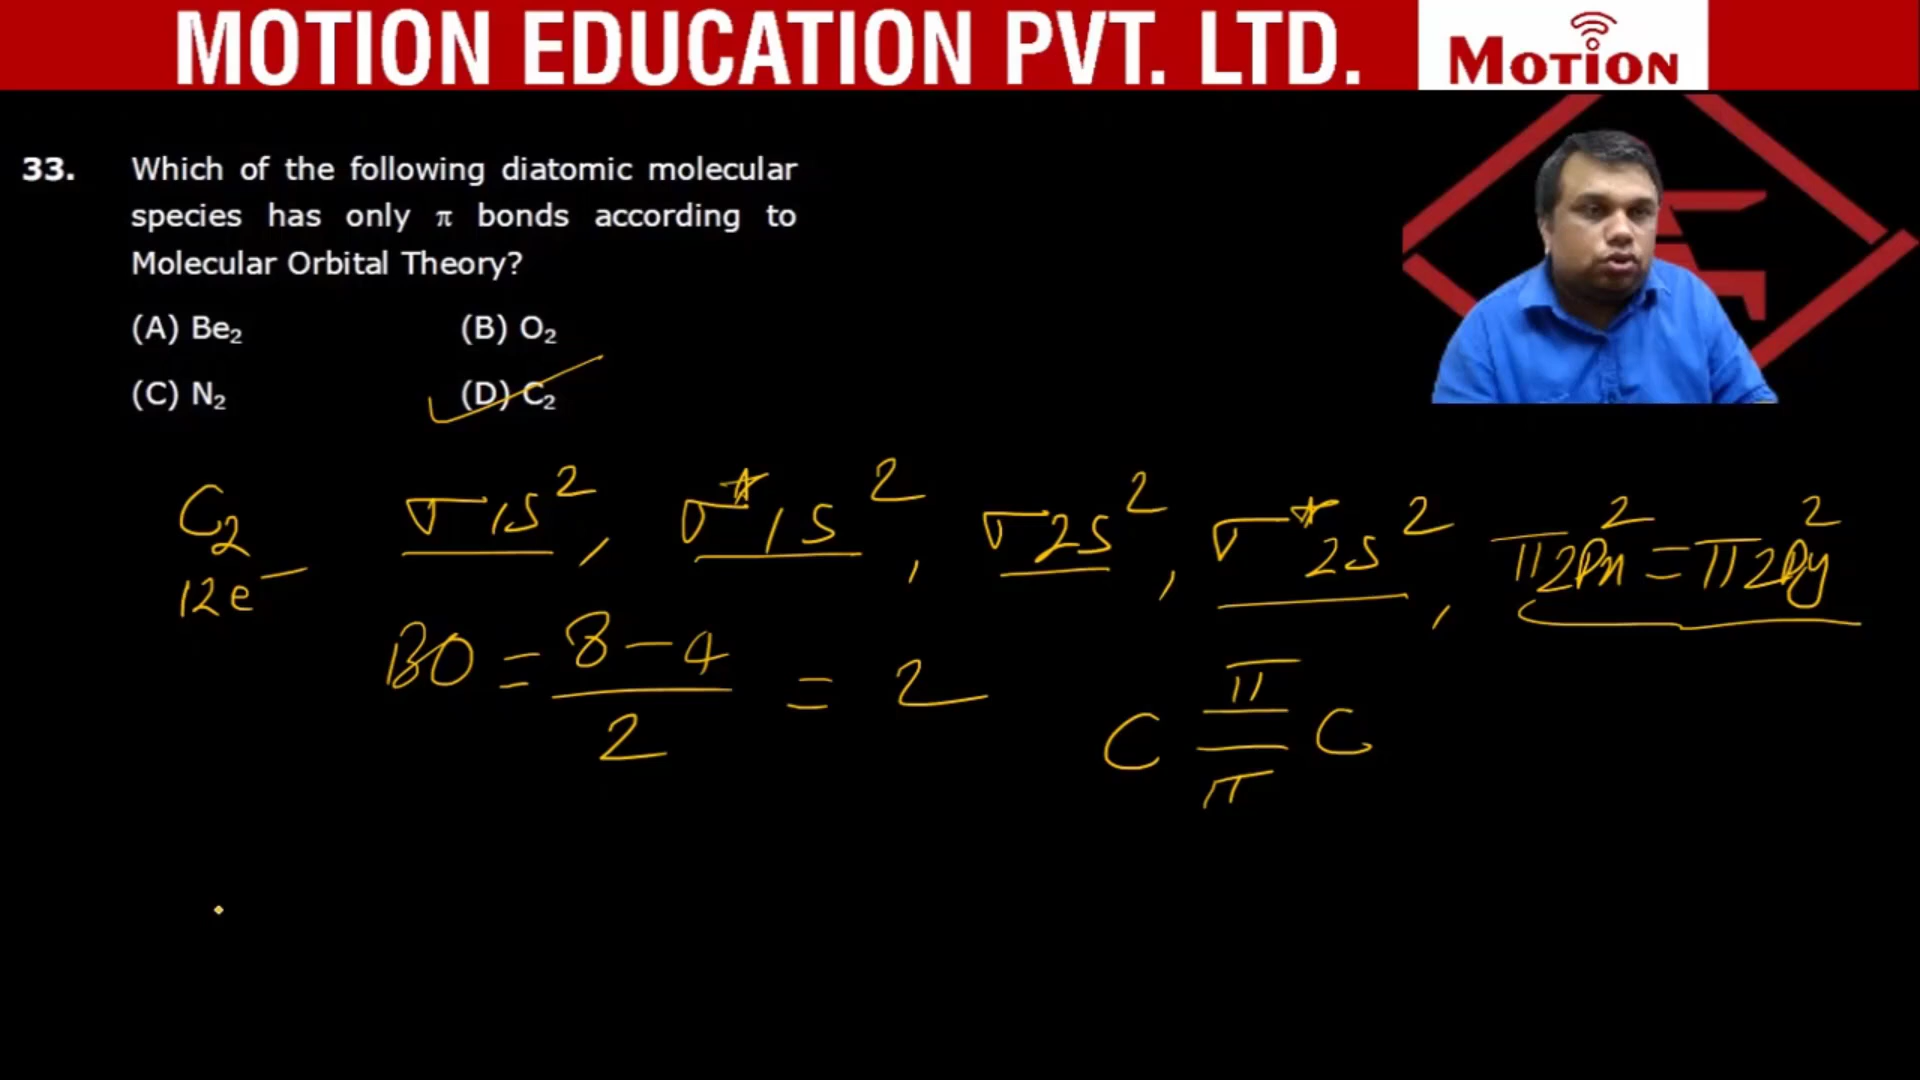 MOTION EDUCATION PVT. LTD.
MOTION
33. Which of the following diatomic molecular
species has only π bonds according to
Molecular Orbital Theory?
(A) Be₂ (B) O₂
(C) N₂ (D) C₂
C₂ σ1s², σ*1s², σ2s², σ*2s², π2Px² = π2Py²
12e⁻
BO = 8 - 4 / 2 = 2
π
C = C
π